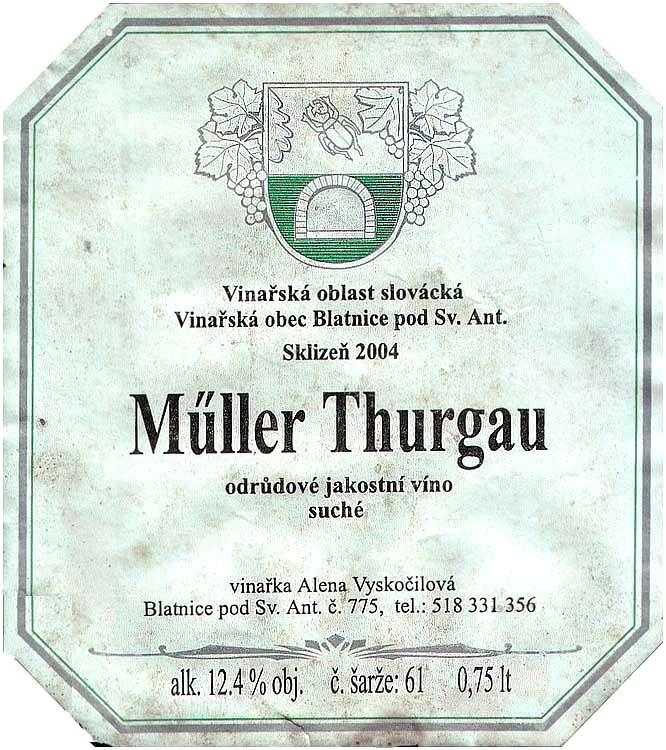 Vinařská oblast slovácká
Vinařská obec Blatnice pod Sv. Ant.
Sklizeň 2004
Műller Thurgau
odrůdové jakostní víno
suché
vinařka Alena Vyskočilová
Blatnice pod Sv. Ant. č. 775, tel.: 518 331 356
alk. 12.4 % obj. č. šarže: 61 0,75 lt